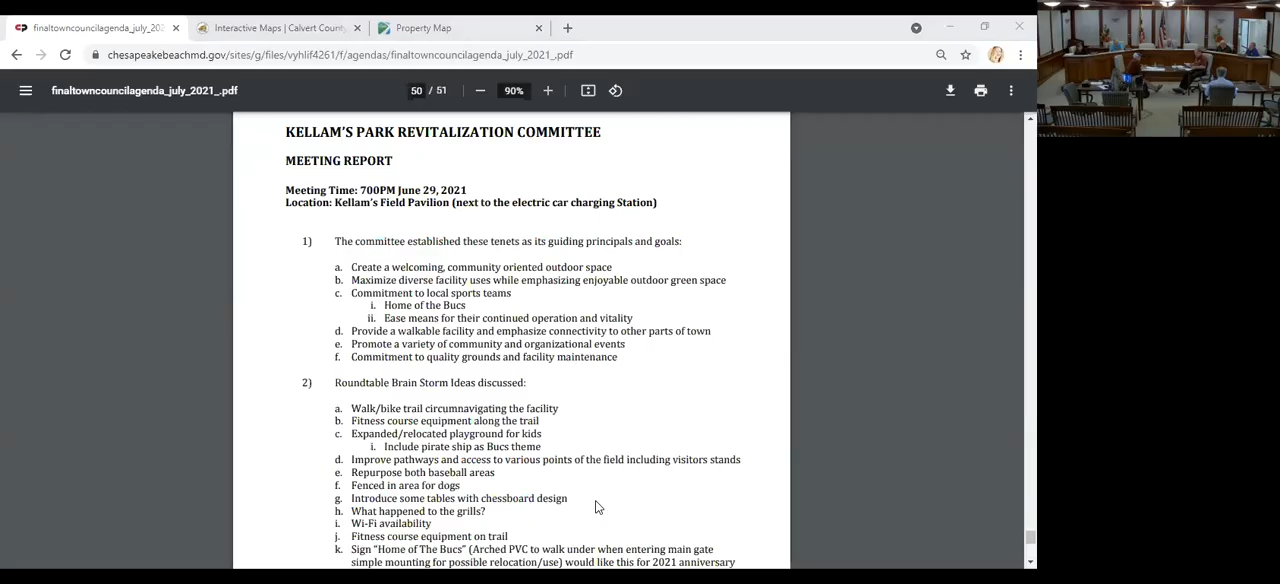 finaltowncouncilagenda_july_202
Interactive Maps | Calvert County
Property Map
chesapeakebeachmd.gov/sites/g/files/vyhlif4261/f/agendas/finaltowncouncilagenda_july_2021_.pdf
finaltowncouncilagenda_july_2021_.pdf
50 / 51
90%
KELLAM'S PARK REVITALIZATION COMMITTEE
MEETING REPORT
Meeting Time: 700PM June 29, 2021
Location: Kellam's Field Pavilion (next to the electric car charging Station)
1) The committee established these tenets as its guiding principals and goals:
a. Create a welcoming, community oriented outdoor space
b. Maximize diverse facility uses while emphasizing enjoyable outdoor green space
c. Commitment to local sports teams
i. Home of the Bucs
ii. Ease means for their continued operation and vitality
d. Provide a walkable facility and emphasize connectivity to other parts of town
e. Promote a variety of community and organizational events
f. Commitment to quality grounds and facility maintenance
2) Roundtable Brain Storm Ideas discussed:
a. Walk/bike trail circumnavigating the facility
b. Fitness course equipment along the trail
c. Expanded/relocated playground for kids
i. Include pirate ship as Bucs theme
d. Improve pathways and access to various points of the field including visitors stands
e. Repurpose both baseball areas
f. Fenced in area for dogs
g. Introduce some tables with chessboard design
h. What happened to the grills?
i. Wi-Fi availability
j. Fitness course equipment on trail
k. Sign "Home of The Bucs" (Arched PVC to walk under when entering main gate
simple mounting for possible relocation/use) would like this for 2021 anniversary